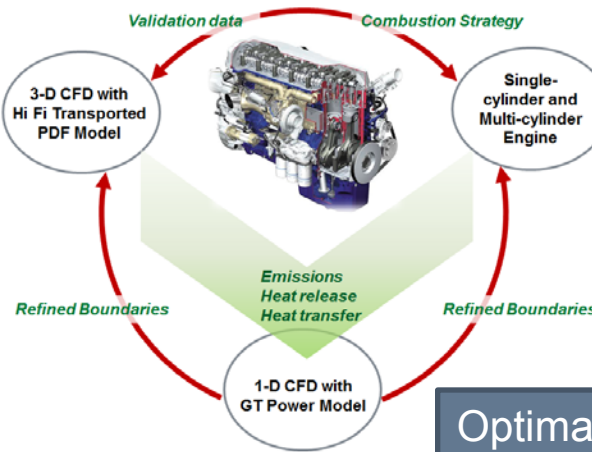 Validation data
Combustion Strategy
3-D CFD with
Hi Fi Transported
PDF Model
Single-
cylinder and
Multi-cylinder
Engine
Emissions
Heat release
Heat transfer
Refined Boundaries
Refined Boundaries
1-D CFD with
GT Power Model
Optima